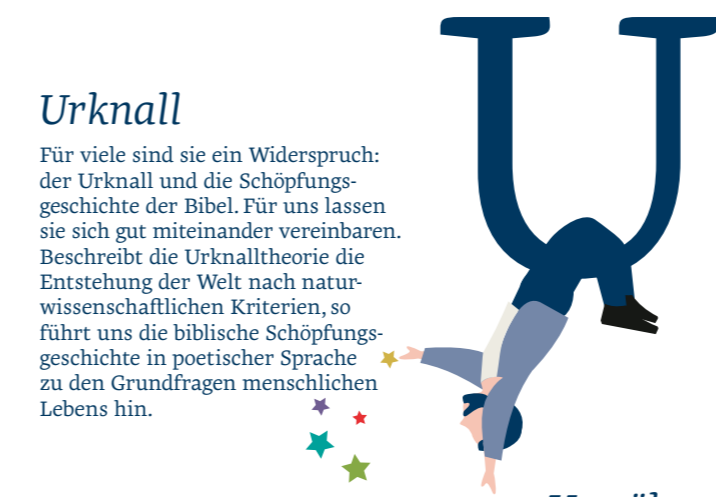 U
Urknall
Für viele sind sie ein Widerspruch:
der Urknall und die Schöpfungs-
geschichte der Bibel. Für uns lassen
sie sich gut miteinander vereinbaren.
Beschreibt die Urknalltheorie die
Entstehung der Welt nach natur-
wissenschaftlichen Kriterien, so
führt uns die biblische Schöpfungs-
geschichte in poetischer Sprache
zu den Grundfragen menschlichen
Lebens hin.